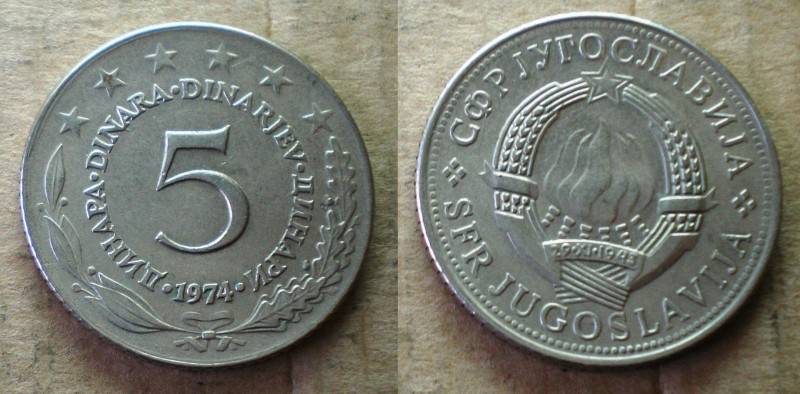 ДИНАРА·DINARA·DINARJEV·ДИНАРИ
5
·1974·
СФР ЈУГОСЛАВИЈА
29·XI·1943
SFR JUGOSLAVIJA